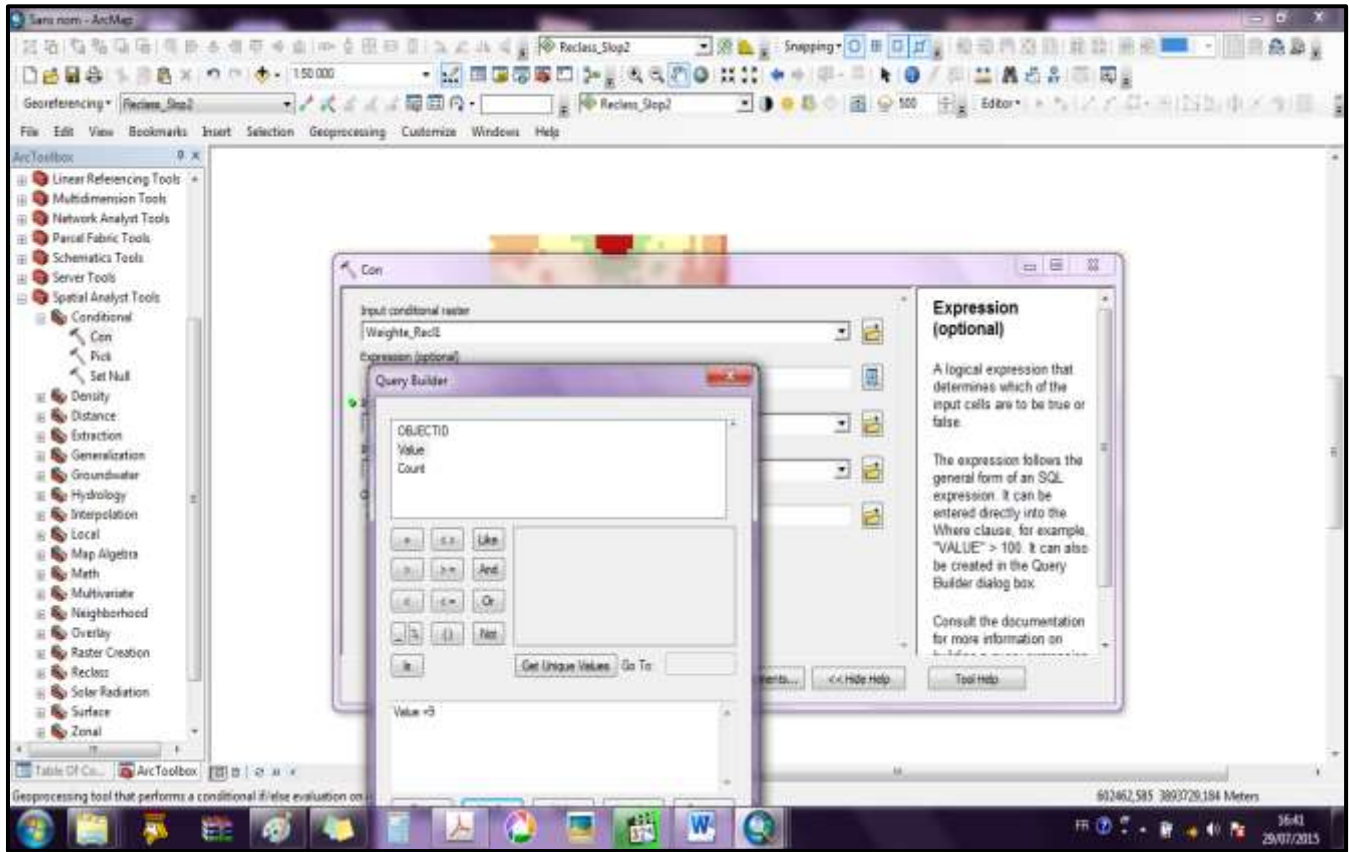 Sans nom - ArcMap
Reclass_Slop2
Snapping
1:50 000
Georeferencing
Reclass_Slop2
Reclass_Slop2
500
Editor
File Edit View Bookmarks Insert Selection Geoprocessing Customize Windows Help
ArcToolbox
Linear Referencing Tools
Multidimension Tools
Network Analyst Tools
Parcel Fabric Tools
Schematics Tools
Server Tools
Spatial Analyst Tools
Conditional
Con
Pick
Set Null
Density
Distance
Extraction
Generalization
Groundwater
Hydrology
Interpolation
Local
Map Algebra
Math
Multivariate
Neighborhood
Overlay
Raster Creation
Reclass
Solar Radiation
Surface
Zonal
Table Of Co...
ArcToolbox
Geoprocessing tool that performs a conditional if/else evaluation on
Con
Input conditional raster
Expression (optional)
Query Builder
OBJECTID
Value
Count
Like
And
Or
Not
Is
Get Unique Values
Go To:
<< Hide Help
Tool Help
Expression
(optional)
A logical expression that
determines which of the
input cells are to be true or
false.
The expression follows the
general form of an SQL
expression. It can be
entered directly into the
Where clause, for example,
"VALUE" > 100. It can also
be created in the Query
Builder dialog box.
Consult the documentation
for more information on
602462,585 3893729,184 Meters
FR
16:41
29/07/2015